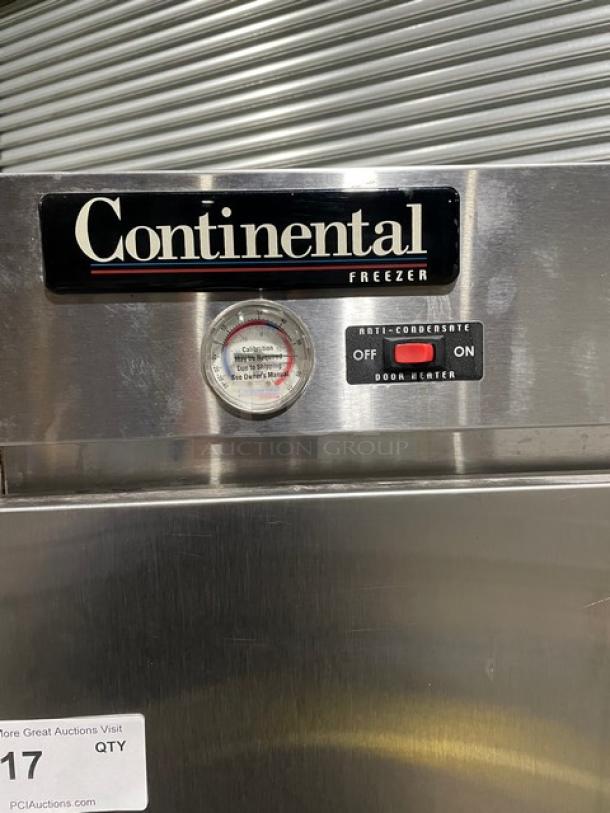 Continental
FREEZER
Calibration
May be Required
Due to Shipping
See Owner's Manual
ANTI-CONDENSATE
OFF ON
DOOR HEATER
AUCTION GROUP
More Great Auctions Visit
17 QTY
PCIAuctions.com